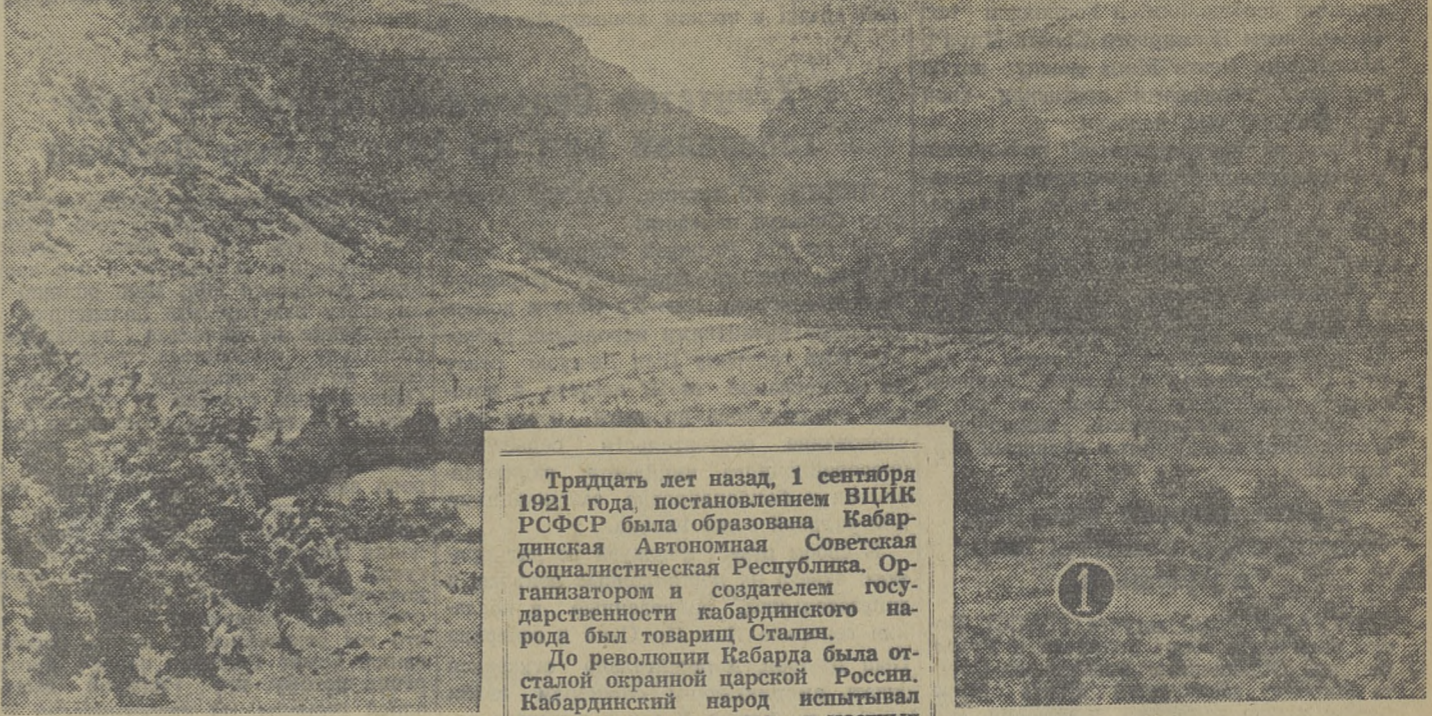 Тридцать лет назад, 1 сентября
1921 года, постановлением ВЦИК
РСФСР была образована Кабар-
динская Автономная Советская
Социалистическая Республика. Ор-
ганизатором и создателем госу-
дарственности кабардинского на-
рода был товарищ Сталин.
До революции Кабарда была от-
сталой окраиной царской России.
Кабардинский народ испытывал
1